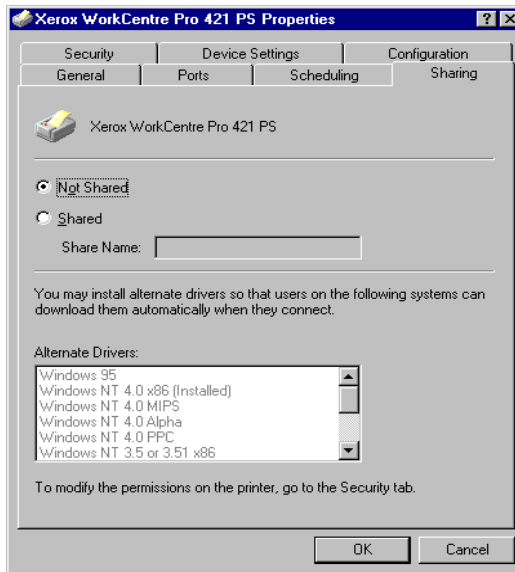 Xerox WorkCentre Pro 421 PS Properties
Security Device Settings Configuration
General Ports Scheduling Sharing
Xerox WorkCentre Pro 421 PS
Not Shared
Shared
Share Name:
You may install alternate drivers so that users on the following systems can
download them automatically when they connect.
Alternate Drivers:
Windows 95
Windows NT 4.0 x86 (Installed)
Windows NT 4.0 MIPS
Windows NT 4.0 Alpha
Windows NT 4.0 PPC
Windows NT 3.5 or 3.51 x86
To modify the permissions on the printer, go to the Security tab.
OK Cancel